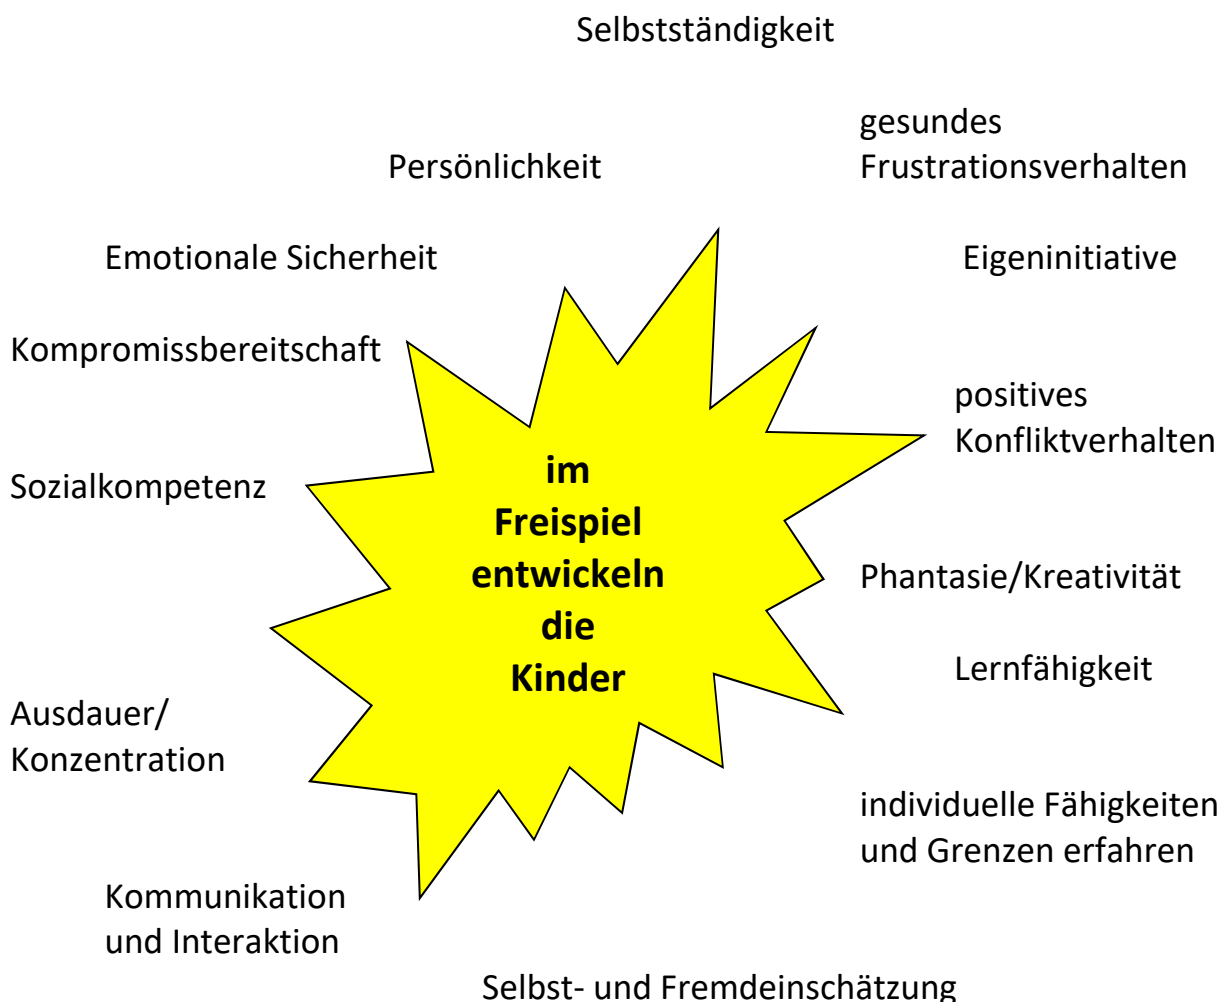 Selbstständigkeit
gesundes
Frustrationsverhalten
Persönlichkeit
Emotionale Sicherheit
Eigeninitiative
Kompromissbereitschaft
positives
Konfliktverhalten
Sozialkompetenz
im
Freispiel
entwickeln
die
Kinder
Phantasie/Kreativität
Lernfähigkeit
Ausdauer/
Konzentration
individuelle Fähigkeiten
und Grenzen erfahren
Kommunikation
und Interaktion
Selbst- und Fremdeinschätzung